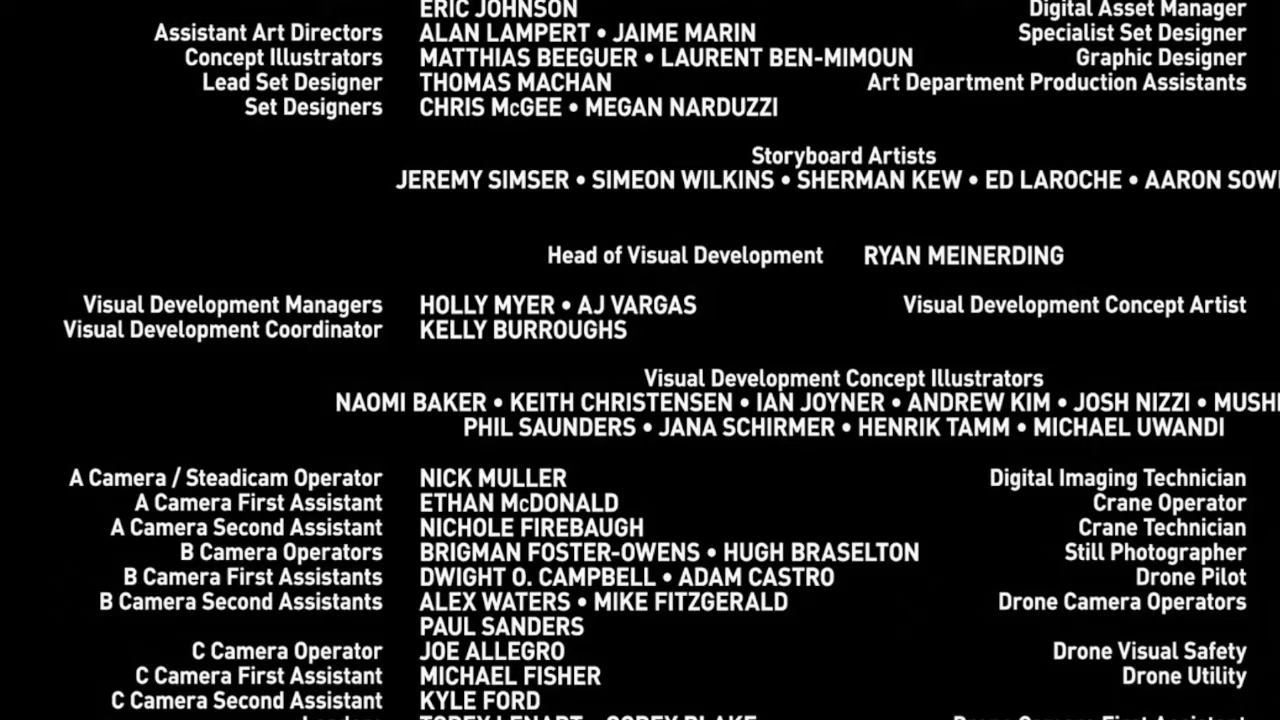 ERIC JOHNSON Digital Asset Manager
Assistant Art Directors ALAN LAMPERT • JAIME MARIN Specialist Set Designer
Concept Illustrators MATTHIAS BEEGUER • LAURENT BEN-MIMOUN Graphic Designer
Lead Set Designer THOMAS MACHAN Art Department Production Assistants
Set Designers CHRIS McGEE • MEGAN NARDUZZI
Storyboard Artists
JEREMY SIMSER • SIMEON WILKINS • SHERMAN KEW • ED LAROCHE • AARON
Head of Visual Development RYAN MEINERDING
Visual Development Managers HOLLY MYER • AJ VARGAS Visual Development Concept Artist
Visual Development Coordinator KELLY BURROUGHS
Visual Development Concept Illustrators
NAOMI BAKER • KEITH CHRISTENSEN • IAN JOYNER • ANDREW KIM • JOSH NIZZI •
PHIL SAUNDERS • JANA SCHIRMER • HENRIK TAMM • MICHAEL UWANDI
A Camera / Steadicam Operator NICK MULLER Digital Imaging Technician
A Camera First Assistant ETHAN McDONALD Crane Operator
A Camera Second Assistant NICHOLE FIREBAUGH Crane Technician
B Camera Operators BRIGMAN FOSTER-OWENS • HUGH BRASELTON Still Photographer
B Camera First Assistants DWIGHT O. CAMPBELL • ADAM CASTRO Drone Pilot
B Camera Second Assistants ALEX WATERS • MIKE FITZGERALD Drone Camera Operators
PAUL SANDERS
C Camera Operator JOE ALLEGRO Drone Visual Safety
C Camera First Assistant MICHAEL FISHER Drone Utility
C Camera Second Assistant KYLE FORD